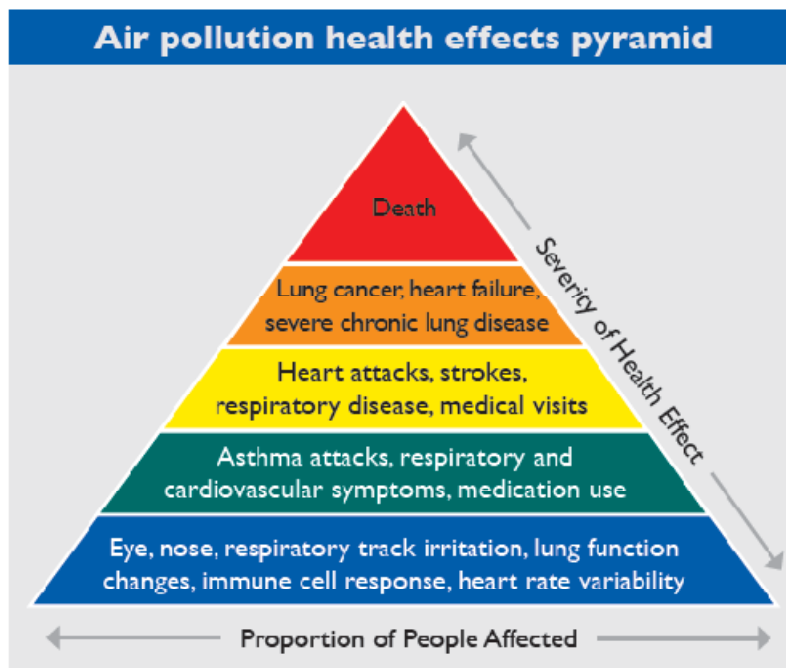 Air pollution health effects pyramid
Death
Lung cancer, heart failure,
severe chronic lung disease
Heart attacks, strokes,
respiratory disease, medical visits
Asthma attacks, respiratory and
cardiovascular symptoms, medication use
Eye, nose, respiratory track irritation, lung function
changes, immune cell response, heart rate variability
Severity of Health Effect
Proportion of People Affected